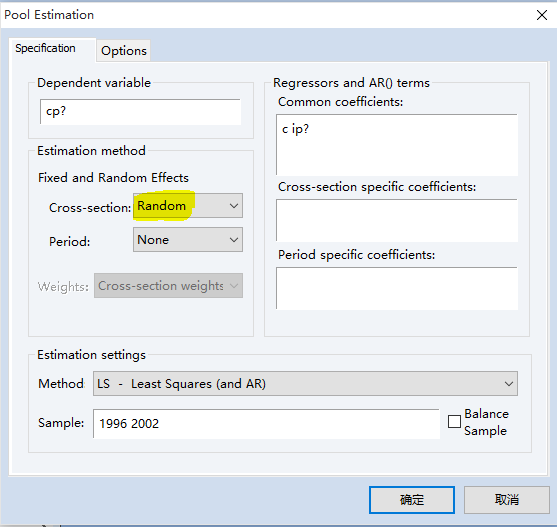 Pool Estimation
Specification
Options
Dependent variable
cp?
Estimation method
Fixed and Random Effects
Cross-section: Random
Period: None
Weights: Cross-section weights
Regressors and AR() terms
Common coefficients:
c ip?
Cross-section specific coefficients:
Period specific coefficients:
Estimation settings
Method LS - Least Squares (and AR)
Sample: 1996 2002
Balance
Sample
确定
取消